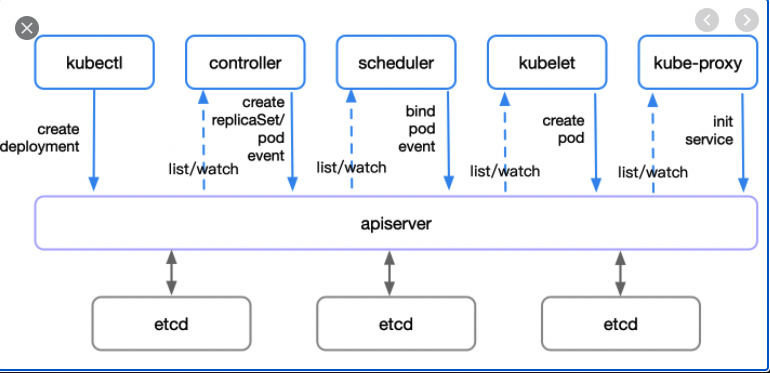 kubectl
controller
scheduler
kubelet
kube-proxy
create
deployment
list/watch
create
replicaSet/
pod
event
list/watch
bind
pod
event
list/watch
create
pod
list/watch
init
service
apiserver
etcd
etcd
etcd